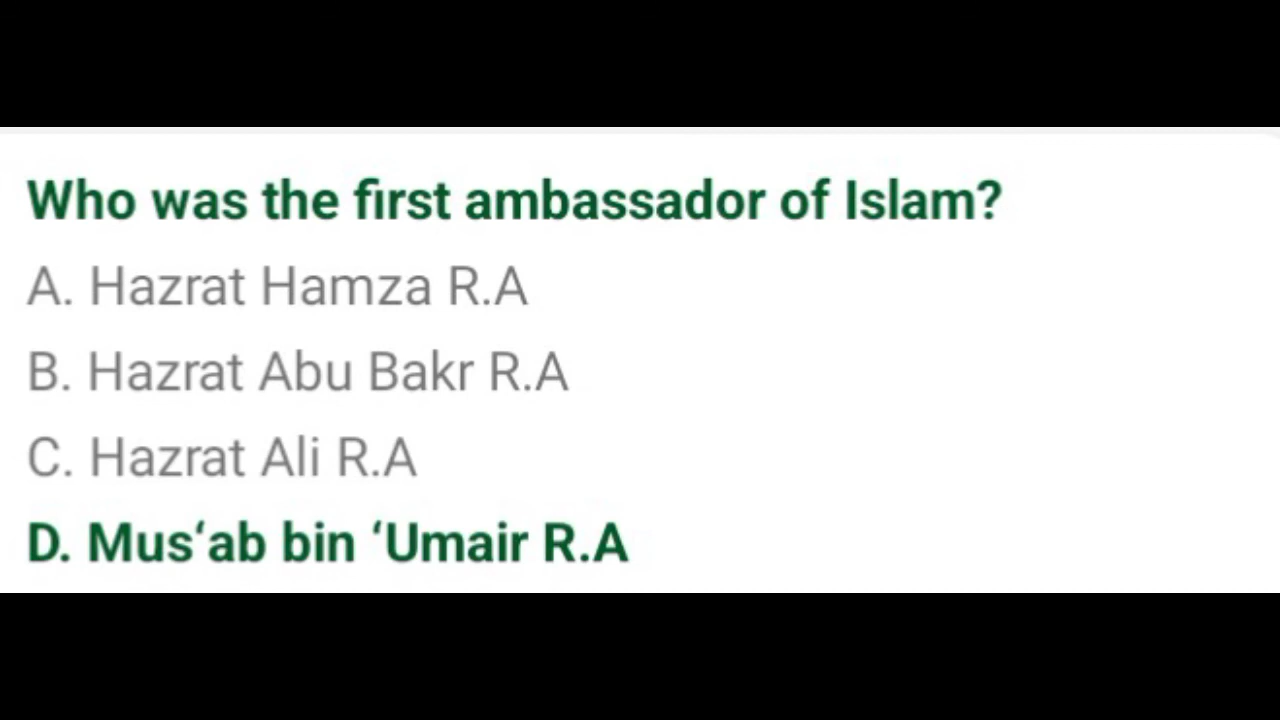 Who was the first ambassador of Islam?
A. Hazrat Hamza R.A
B. Hazrat Abu Bakr R.A
C. Hazrat Ali R.A
D. Mus‘ab bin ‘Umair R.A